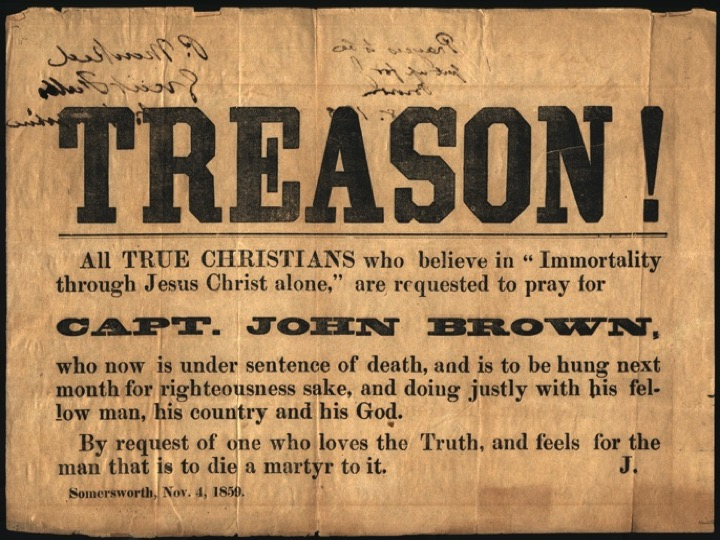 TREASON!
All TRUE CHRISTIANS who believe in “ Immortality
through Jesus Christ alone,” are requested to pray for
CAPT. JOHN BROWN,
who now is under sentence of death, and is to be hung next
month for righteousness sake, and doing justly with his fel-
low man, his country and his God.
By request of one who loves the Truth, and feels for the
man that is to die a martyr to it. J.
Somersworth, Nov. 4, 1859.